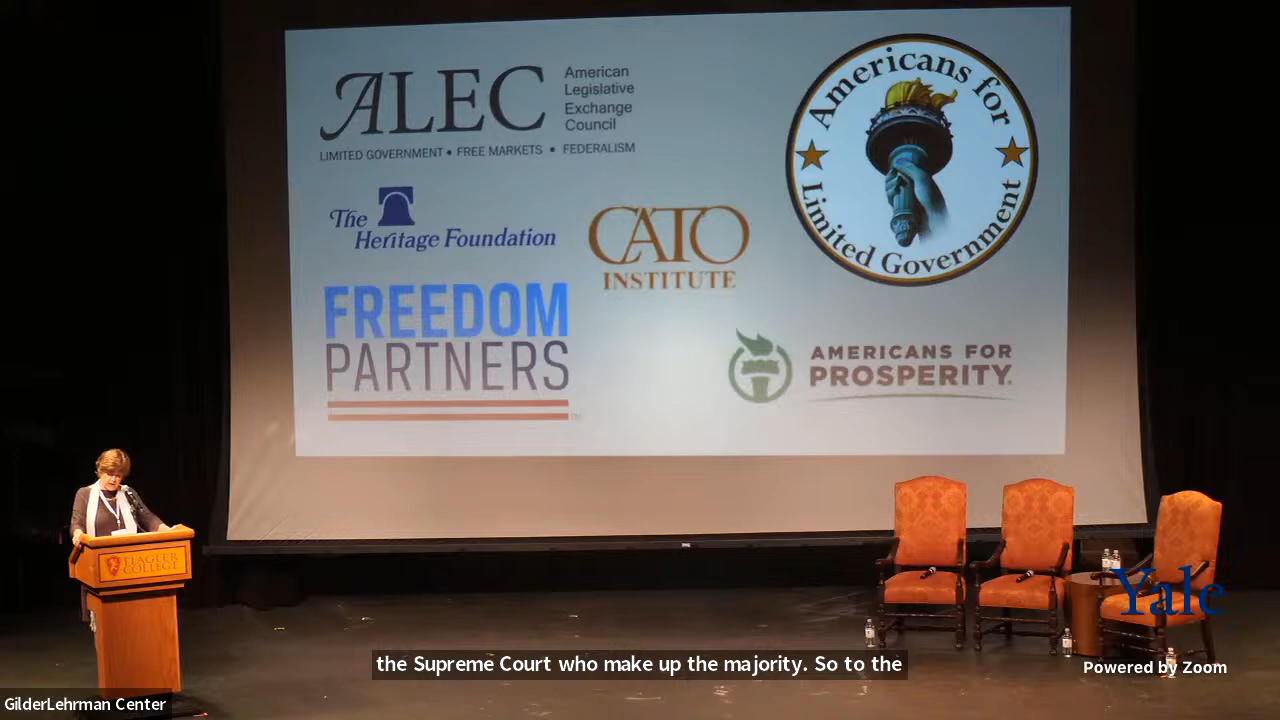 ALEC
American
Legislative
Exchange
Council
LIMITED GOVERNMENT • FREE MARKETS • FEDERALISM
Americans for
Limited Government
The
Heritage Foundation
CATO
INSTITUTE
FREEDOM
PARTNERS
AMERICANS FOR
PROSPERITY.
FLAGLER
COLLEGE
Yale
the Supreme Court who make up the majority. So to the
Powered by Zoom
GilderLehrman Center